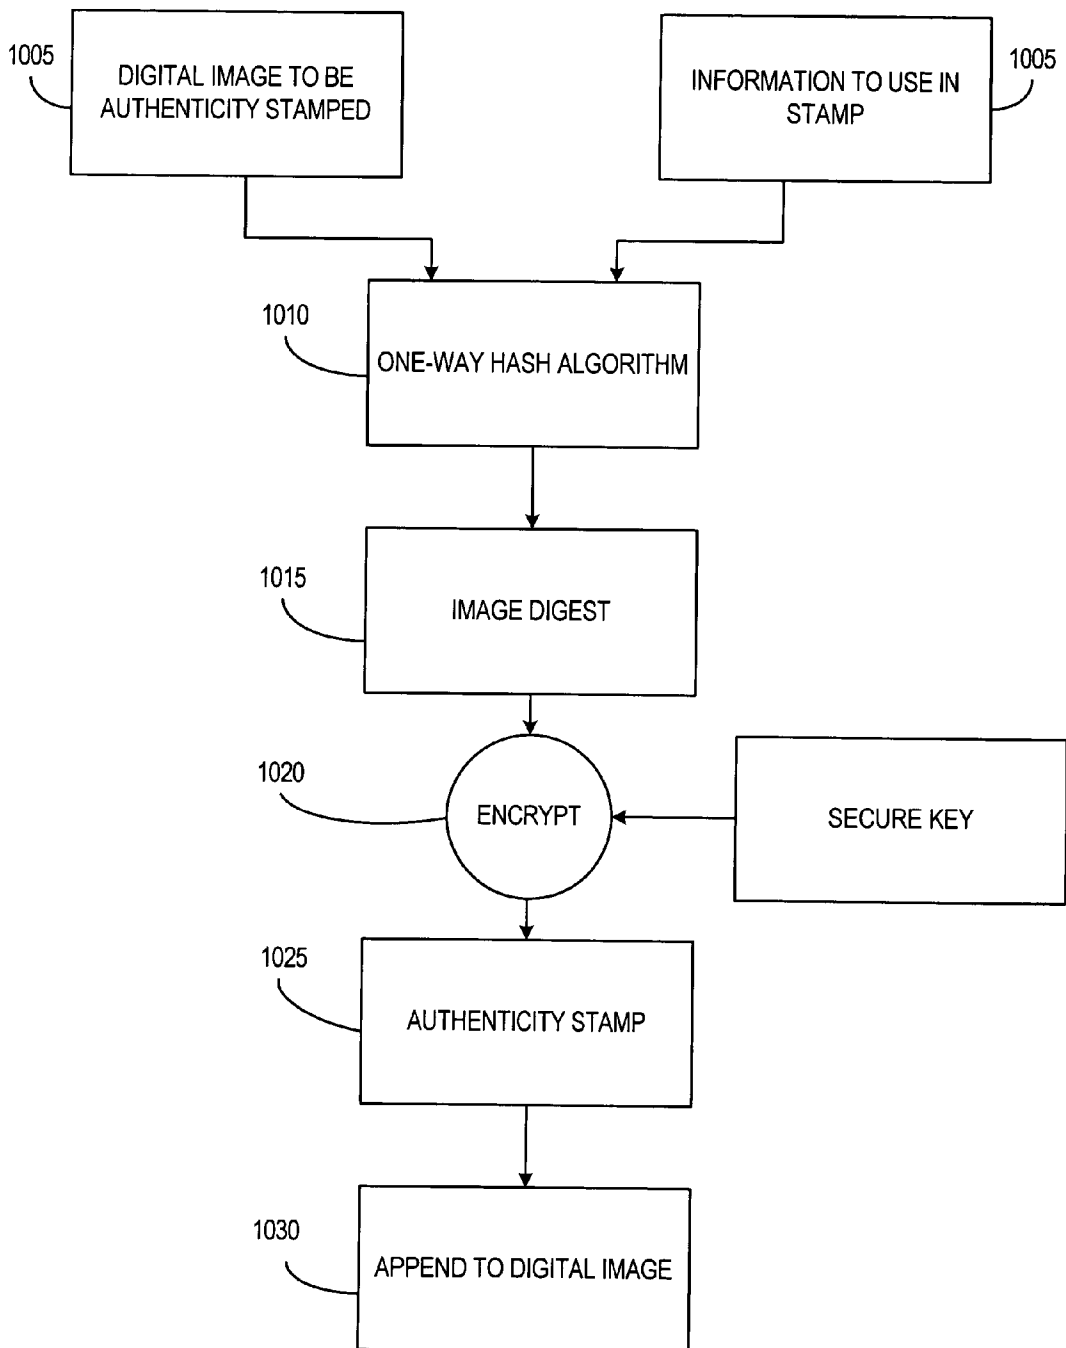 1005
DIGITAL IMAGE TO BE
AUTHENTICITY STAMPED
INFORMATION TO USE IN
STAMP
1005
1010
ONE-WAY HASH ALGORITHM
1015
IMAGE DIGEST
1020
ENCRYPT
SECURE KEY
1025
AUTHENTICITY STAMP
1030
APPEND TO DIGITAL IMAGE